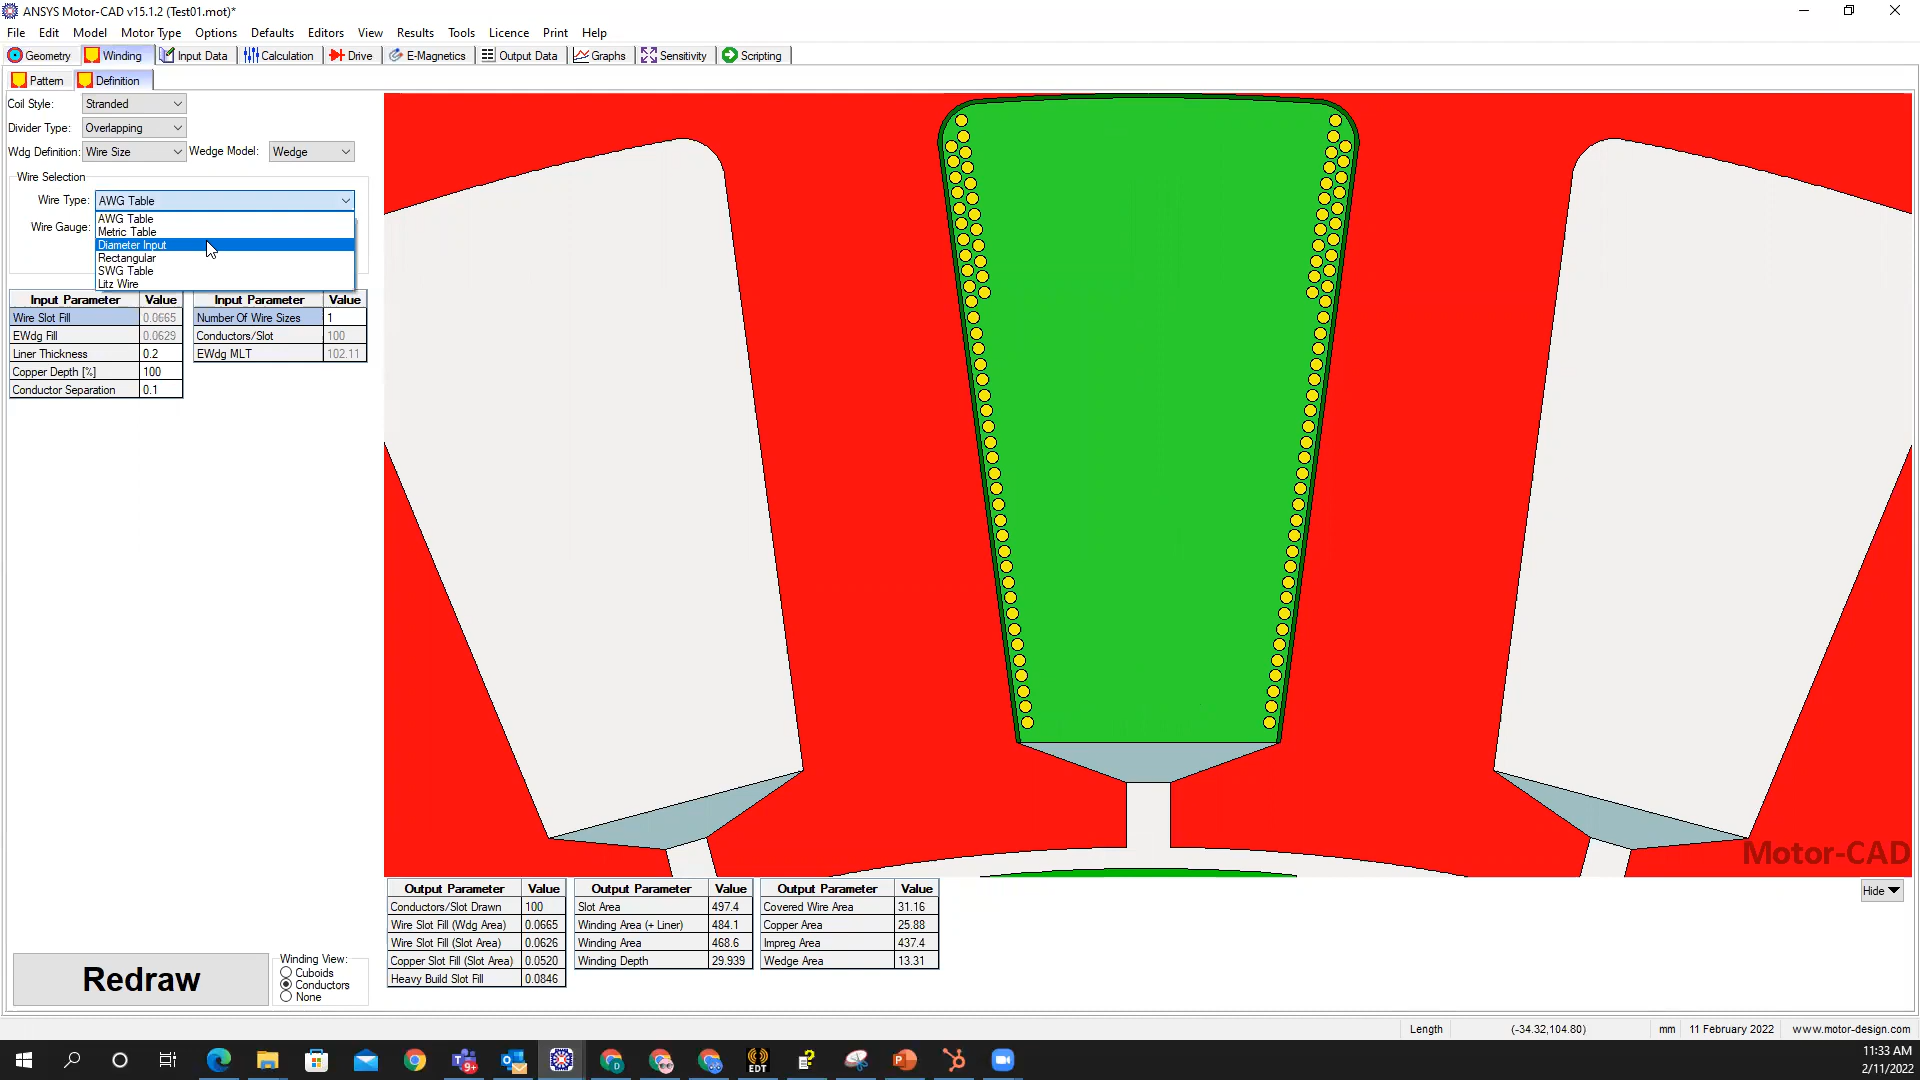 ANSYS Motor-CAD v15.1.2 (Test01.mot)*
File Edit Model Motor Type Options Defaults Editors View Results Tools Licence Print Help
Geometry Winding Input Data Calculation Drive E-Magnetics Output Data Graphs Sensitivity Scripting
Pattern Definition
Coil Style: Stranded
Divider Type: Overlapping
Wdg Definition: Wire Size Wedge Model: Wedge
Wire Selection
Wire Type: AWG Table
AWG Table
Wire Gauge:
Metric Table
Diameter Input
Rectangular
SWG Table
Litz Wire
Input Parameter Value Input Parameter Value
Wire Slot Fill 0.0665 Number Of Wire Sizes 1
EWdg Fill 0.0629 Conductors/Slot 100
Liner Thickness 0.2 EWdg MLT 102.11
Copper Depth [%] 100
Conductor Separation 0.1
Motor-CAD
Hide
Output Parameter Value Output Parameter Value Output Parameter Value
Conductors/Slot Drawn 100 Slot Area 497.4 Covered Wire Area 31.16
Wire Slot Fill (Wdg Area) 0.0665 Winding Area (+ Liner) 484.1 Copper Area 25.88
Wire Slot Fill (Slot Area) 0.0626 Winding Area 468.6 Impreg Area 437.4
Copper Slot Fill (Slot Area) 0.0520 Winding Depth 29.939 Wedge Area 13.31
Heavy Build Slot Fill 0.0846
Redraw
Winding View:
Cuboids
Conductors
None
Length (-34.32,104.80) mm 11 February 2022 www.motor-design.com
9+
EDT
D
11:33 AM
2/11/2022